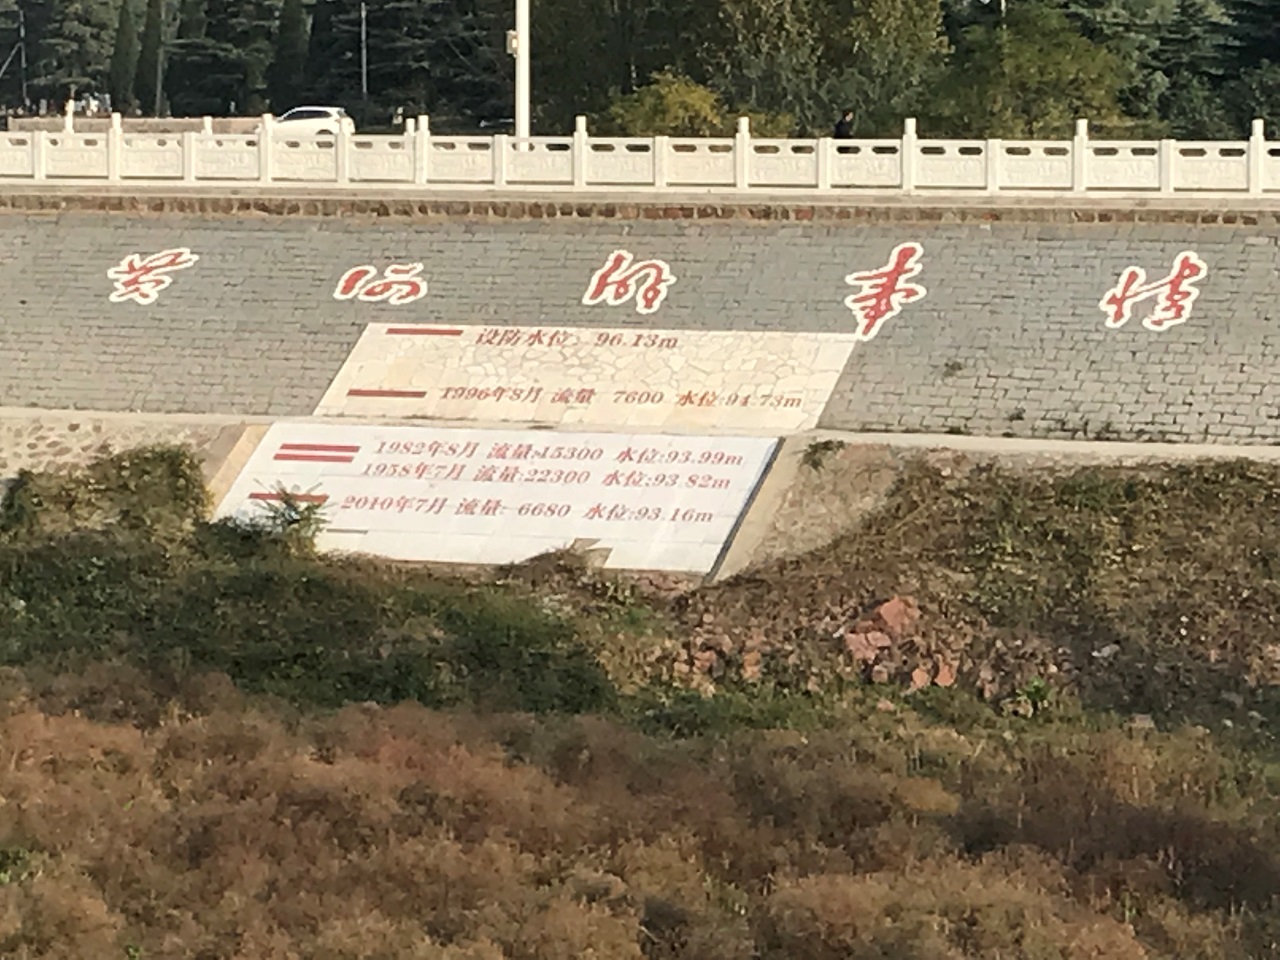 黄河的事情
设防水位: 96.13m
1996年8月 流量 7600 水位:94.73m
1982年8月 流量:15300 水位:93.99m
1958年7月 流量:22300 水位:93.82m
2010年7月 流量: 6680 水位:93.16m